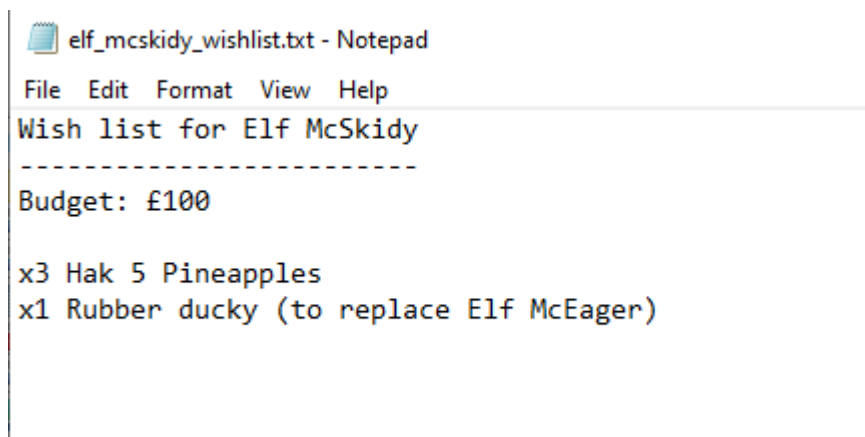 elf_mcskidy_wishlist.txt - Notepad
File Edit Format View Help
Wish list for Elf McSkidy
-------------------------
Budget: £100
x3 Hak 5 Pineapples
x1 Rubber ducky (to replace Elf McEager)